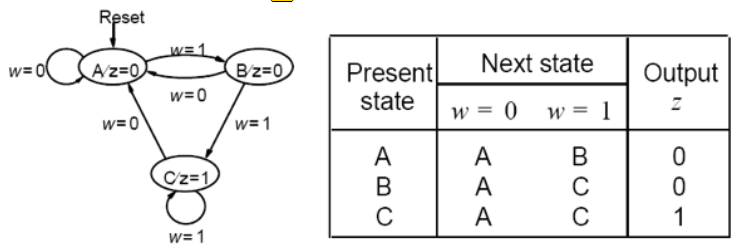 Reset
w=1
w=0
A/z=0
B/z=0
w=0
w=0
w=1
C/z=1
w=1
Present state
Next state
Output z
w = 0
w = 1
A A B 0
B A C 0
C A C 1